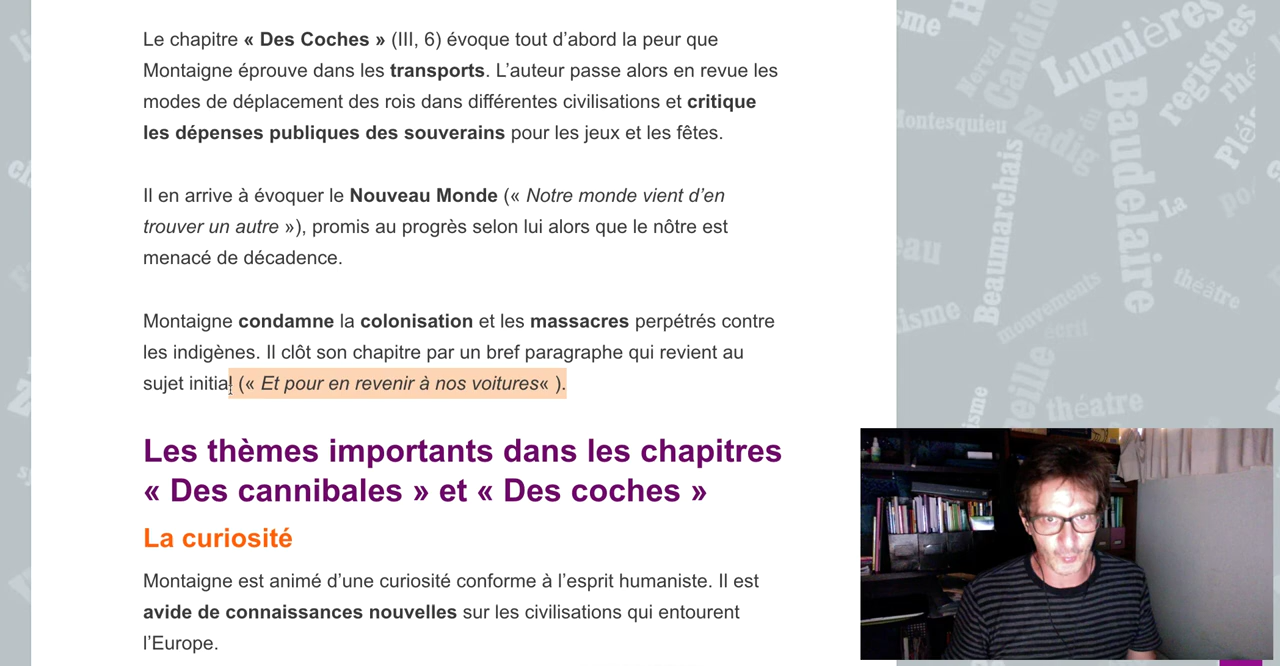 Le chapitre « Des Coches » (III, 6) évoque tout d’abord la peur que
Montaigne éprouve dans les transports. L’auteur passe alors en revue les
modes de déplacement des rois dans différentes civilisations et critique
les dépenses publiques des souverains pour les jeux et les fêtes.
Il en arrive à évoquer le Nouveau Monde (« Notre monde vient d’en
trouver un autre »), promis au progrès selon lui alors que le nôtre est
menacé de décadence.
Montaigne condamne la colonisation et les massacres perpétrés contre
les indigènes. Il clôt son chapitre par un bref paragraphe qui revient au
sujet initial (« Et pour en revenir à nos voitures« ).
Les thèmes importants dans les chapitres
« Des cannibales » et « Des coches »
La curiosité
Montaigne est animé d’une curiosité conforme à l’esprit humaniste. Il est
avide de connaissances nouvelles sur les civilisations qui entourent
l’Europe.
Lumières
registres
Nerval
Candide
Montesquieu
Zadig
du
Baudelaire
Beaumarchais
La
théâtre
mouvements
écrit
théatre